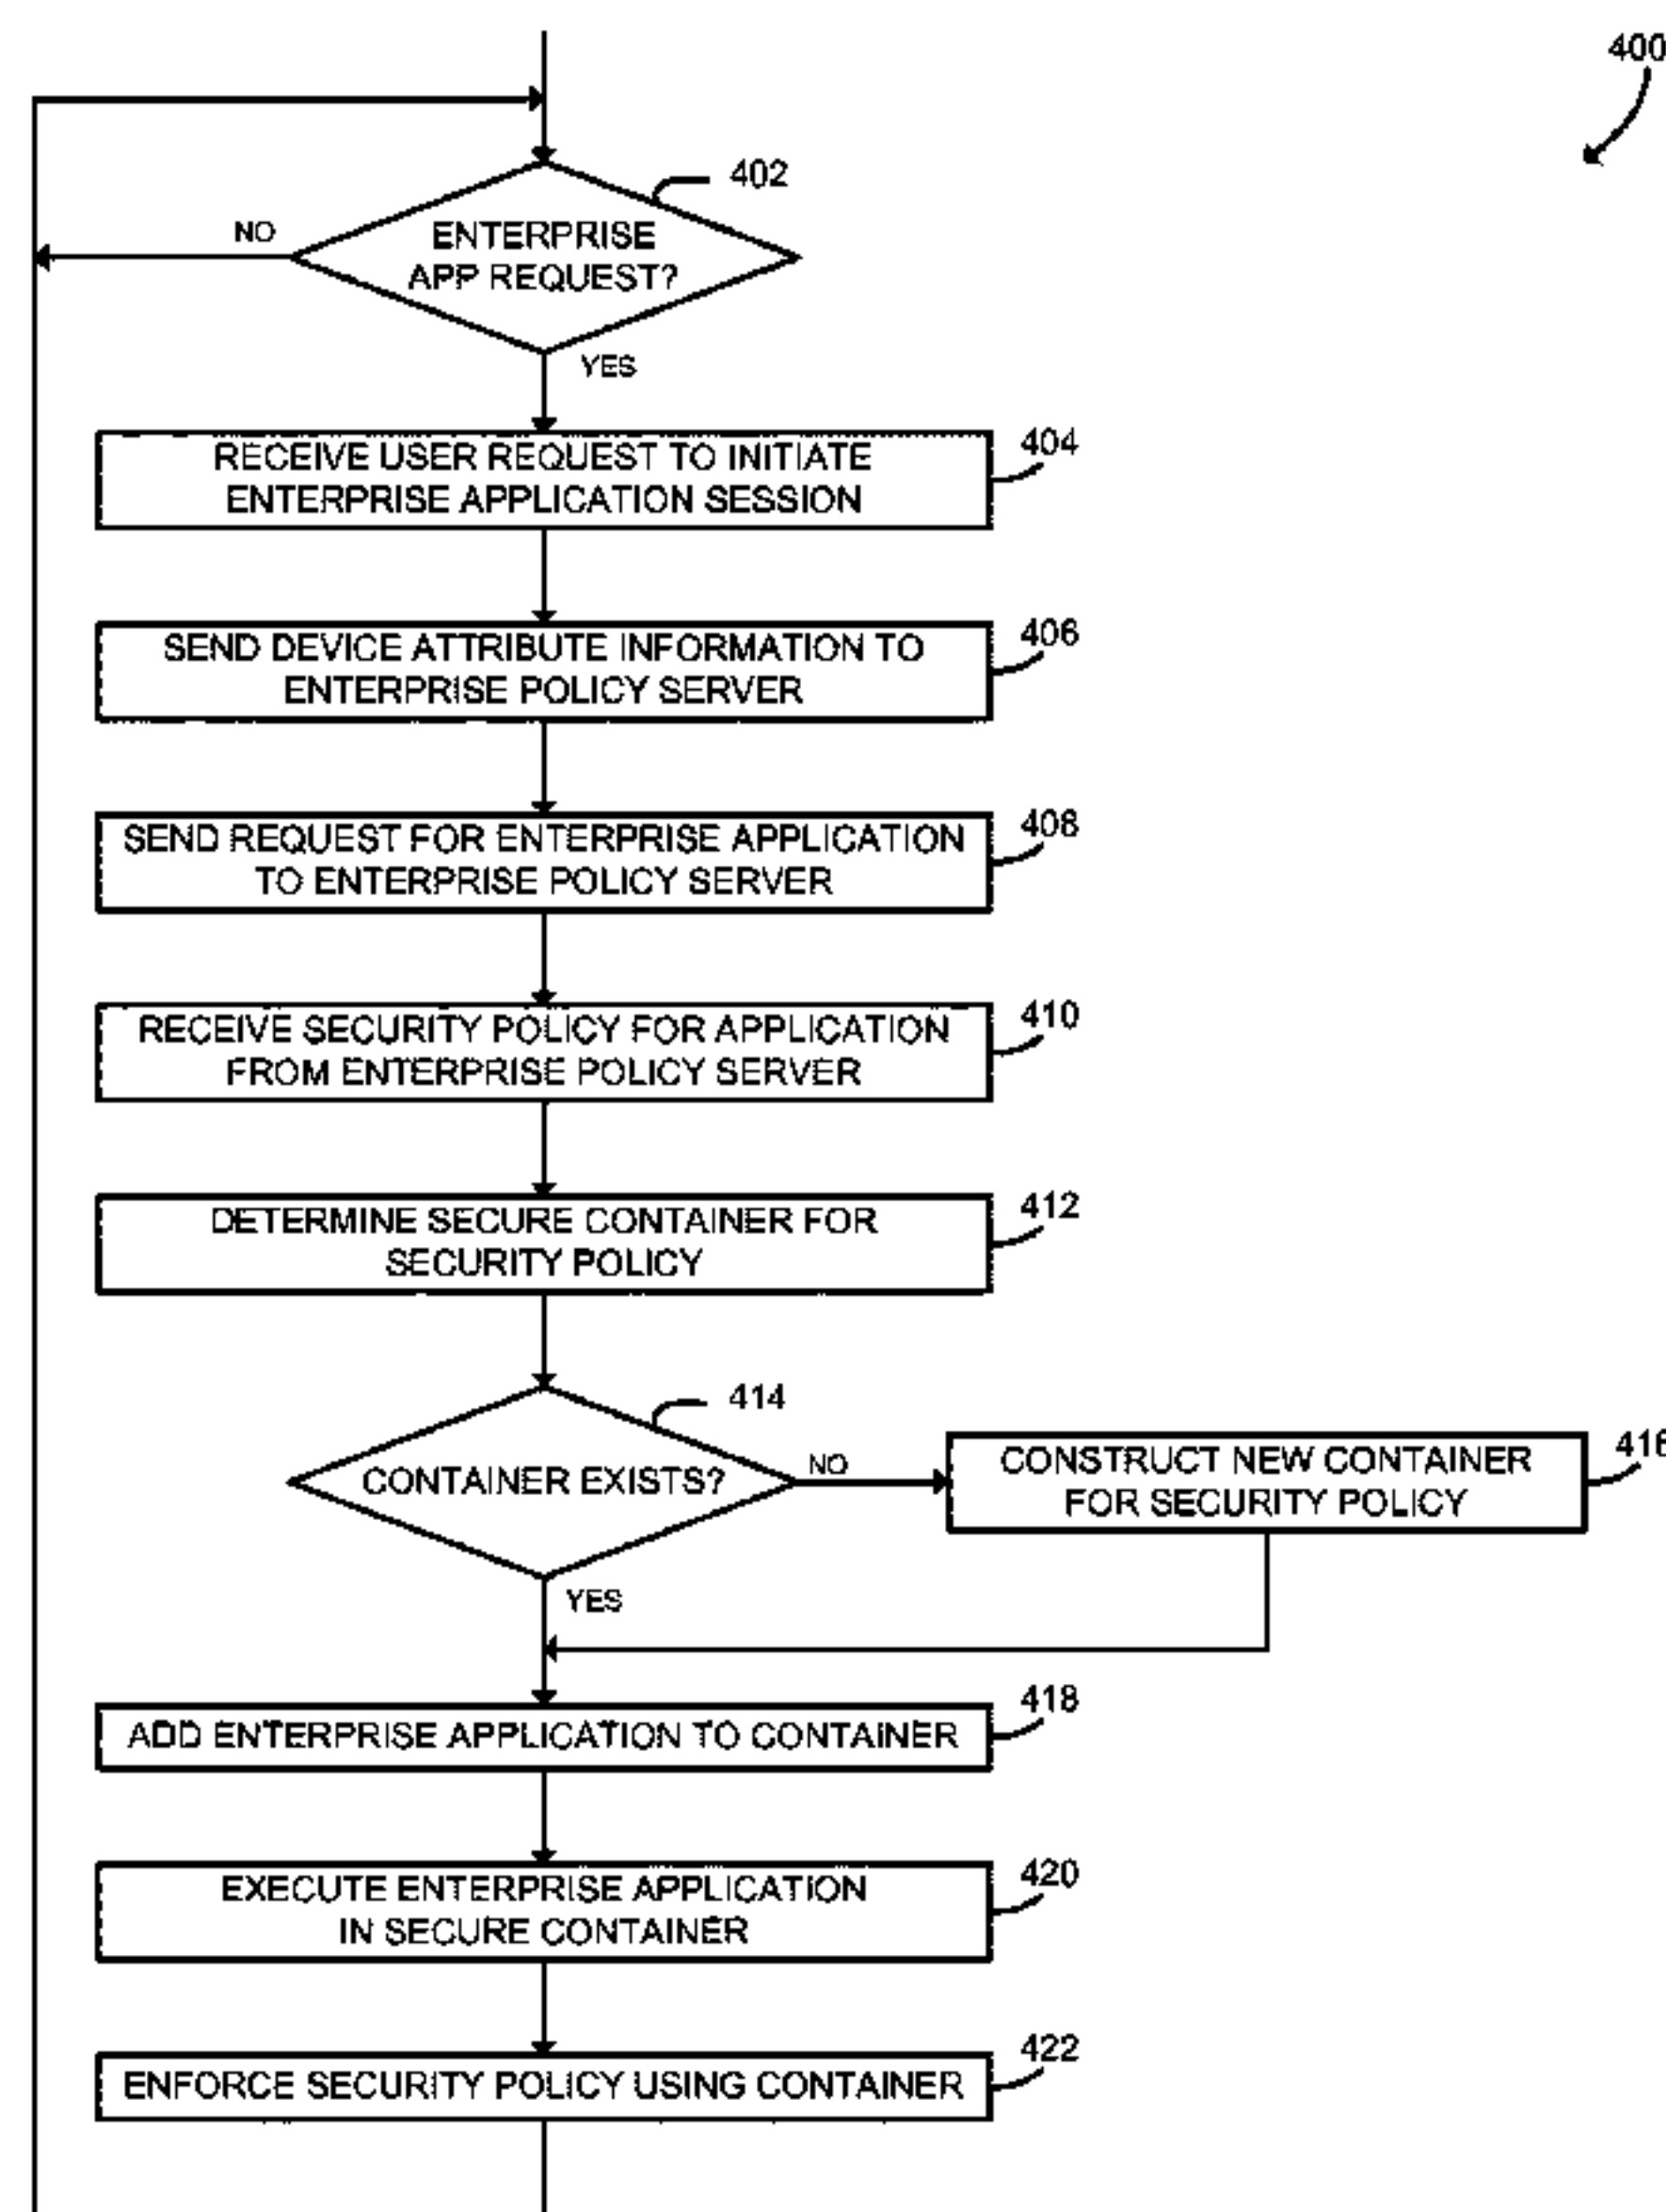 400
402
ENTERPRISE
APP REQUEST?
NO
YES
RECEIVE USER REQUEST TO INITIATE
ENTERPRISE APPLICATION SESSION
404
SEND DEVICE ATTRIBUTE INFORMATION TO
ENTERPRISE POLICY SERVER
406
SEND REQUEST FOR ENTERPRISE APPLICATION
TO ENTERPRISE POLICY SERVER
408
RECEIVE SECURITY POLICY FOR APPLICATION
FROM ENTERPRISE POLICY SERVER
410
DETERMINE SECURE CONTAINER FOR
SECURITY POLICY
412
414
CONTAINER EXISTS?
NO
YES
CONSTRUCT NEW CONTAINER
FOR SECURITY POLICY
416
ADD ENTERPRISE APPLICATION TO CONTAINER
418
EXECUTE ENTERPRISE APPLICATION
IN SECURE CONTAINER
420
ENFORCE SECURITY POLICY USING CONTAINER
422